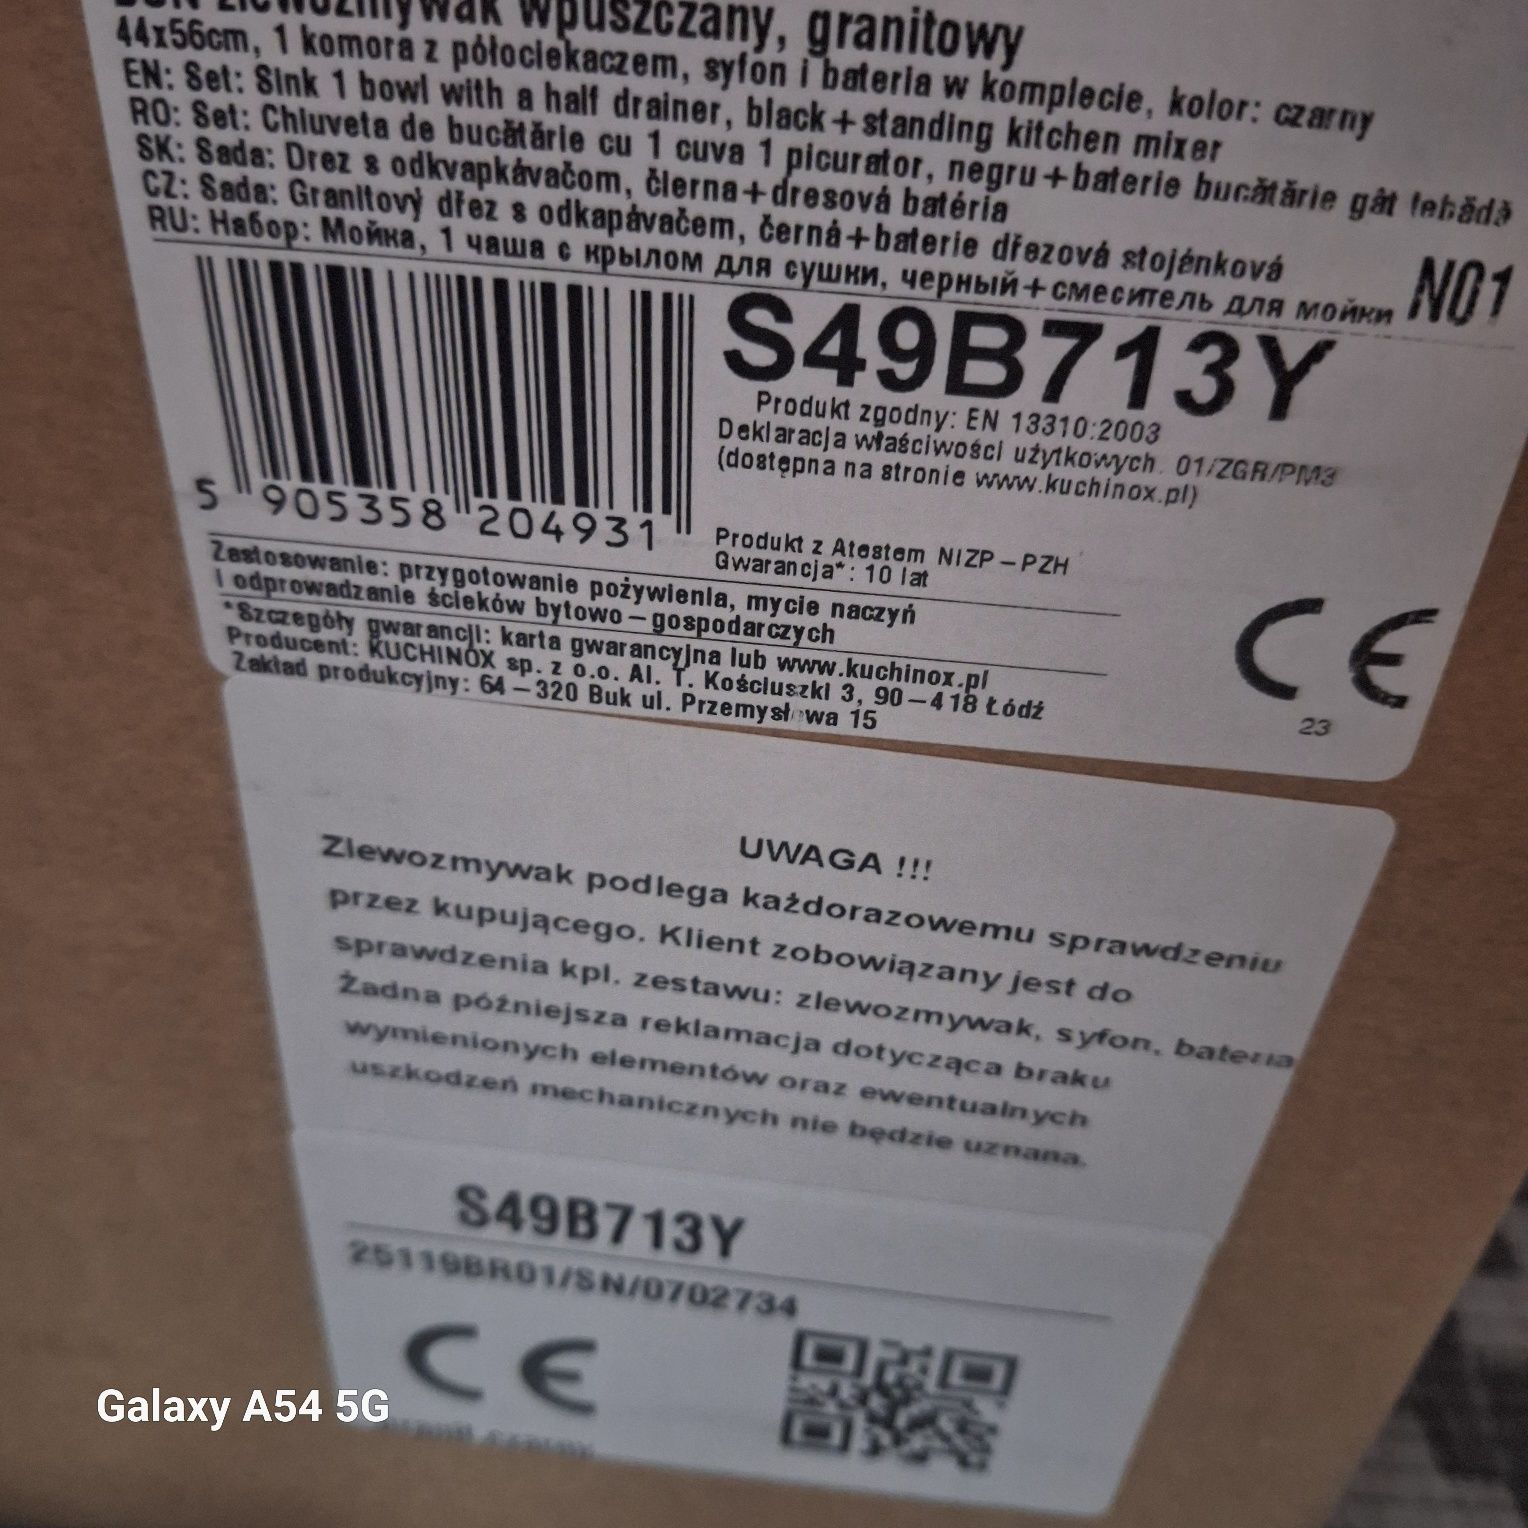 zlewozmywak wpuszczany, granitowy
44x56cm, 1 komora z półociekaczem, syfon i bateria w komplecie, kolor: czarny
EN: Set: Sink 1 bowl with a half drainer, black+standing kitchen mixer
RO: Set: Chiuveta de bucătărie cu 1 cuva 1 picurator, negru+baterie bucătărie gât lebădă
SK: Sada: Drez s odkvapkávačom, čierna+dresová batéria
CZ: Sada: Granitový dřez s odkapávačem, černá+baterie dřezová stojánková
RU: Набор: Мойка, 1 чаша с крылом для сушки, черный+смеситель для мойки
N01
S49B713Y
Produkt zgodny: EN 13310:2003
Deklaracja właściwości użytkowych. 01/ZGR/PM3
(dostępna na stronie www.kuchinox.pl)
5 905358 204931
Produkt z Atestem NIZP-PZH
Gwarancja*: 10 lat
Zastosowanie: przygotowanie pożywienia, mycie naczyń
i odprowadzanie ścieków bytowo-gospodarczych
*Szczegóły gwarancji: karta gwarancyjna lub www.kuchinox.pl
Producent: KUCHINOX sp. z o.o. Al. T. Kościuszki 3, 90-418 Łódź
Zakład produkcyjny: 64-320 Buk ul. Przemysłowa 15
CE
23
UWAGA !!!
Zlewozmywak podlega każdorazowemu sprawdzeniu
przez kupującego. Klient zobowiązany jest do
sprawdzenia kpl. zestawu: zlewozmywak, syfon, bateria
Żadna późniejsza reklamacja dotycząca braku
wymienionych elementów oraz ewentualnych
uszkodzeń mechanicznych nie będzie uznana.
S49B713Y
25119BR01/SN/0702734
CE
Galaxy A54 5G